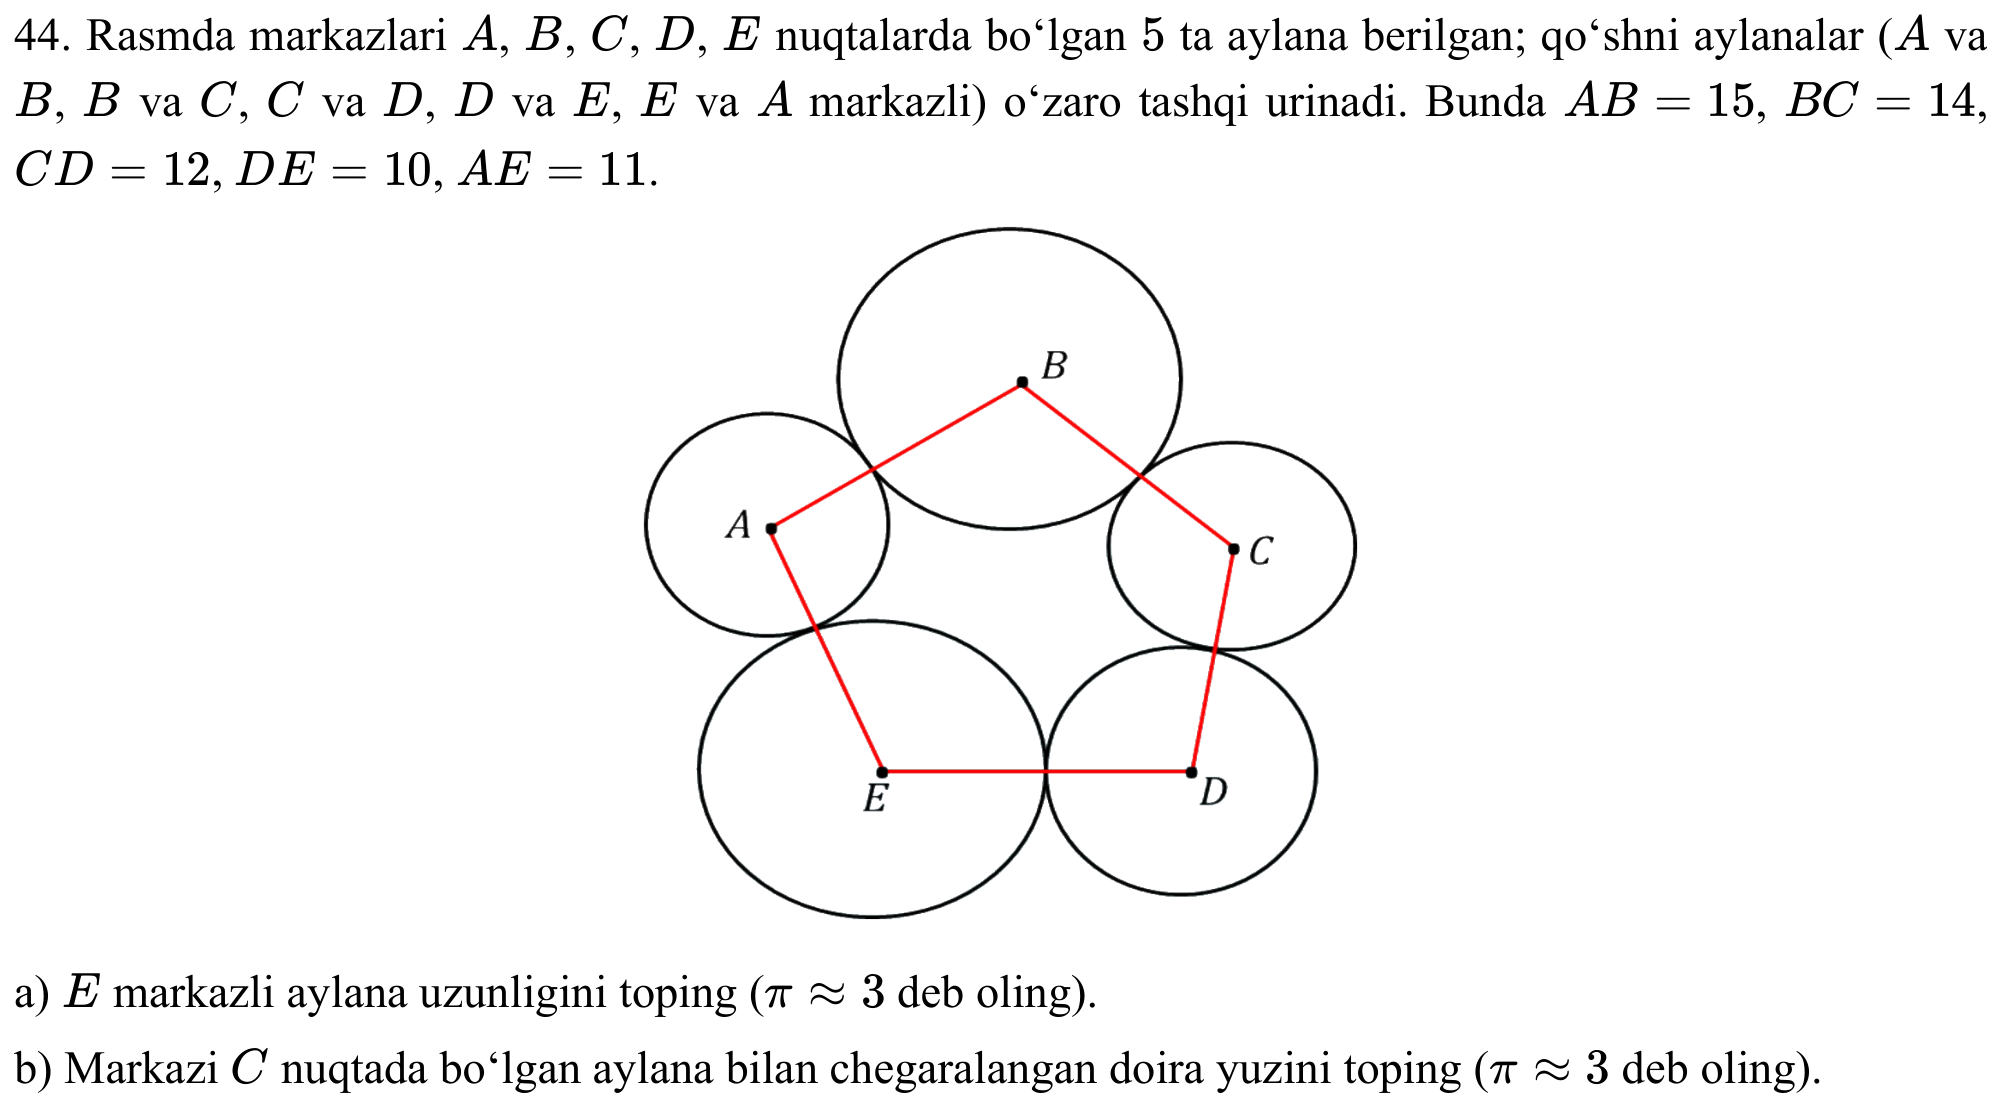 44. Rasmda markazlari A, B, C, D, E nuqtalarda bo‘lgan 5 ta aylana berilgan; qo‘shni aylanalar (A va
B, B va C, C va D, D va E, E va A markazli) o‘zaro tashqi urinadi. Bunda AB = 15, BC = 14,
CD = 12, DE = 10, AE = 11.
B
A
C
E
D
a) E markazli aylana uzunligini toping (π ≈ 3 deb oling).
b) Markazi C nuqtada bo‘lgan aylana bilan chegaralangan doira yuzini toping (π ≈ 3 deb oling).